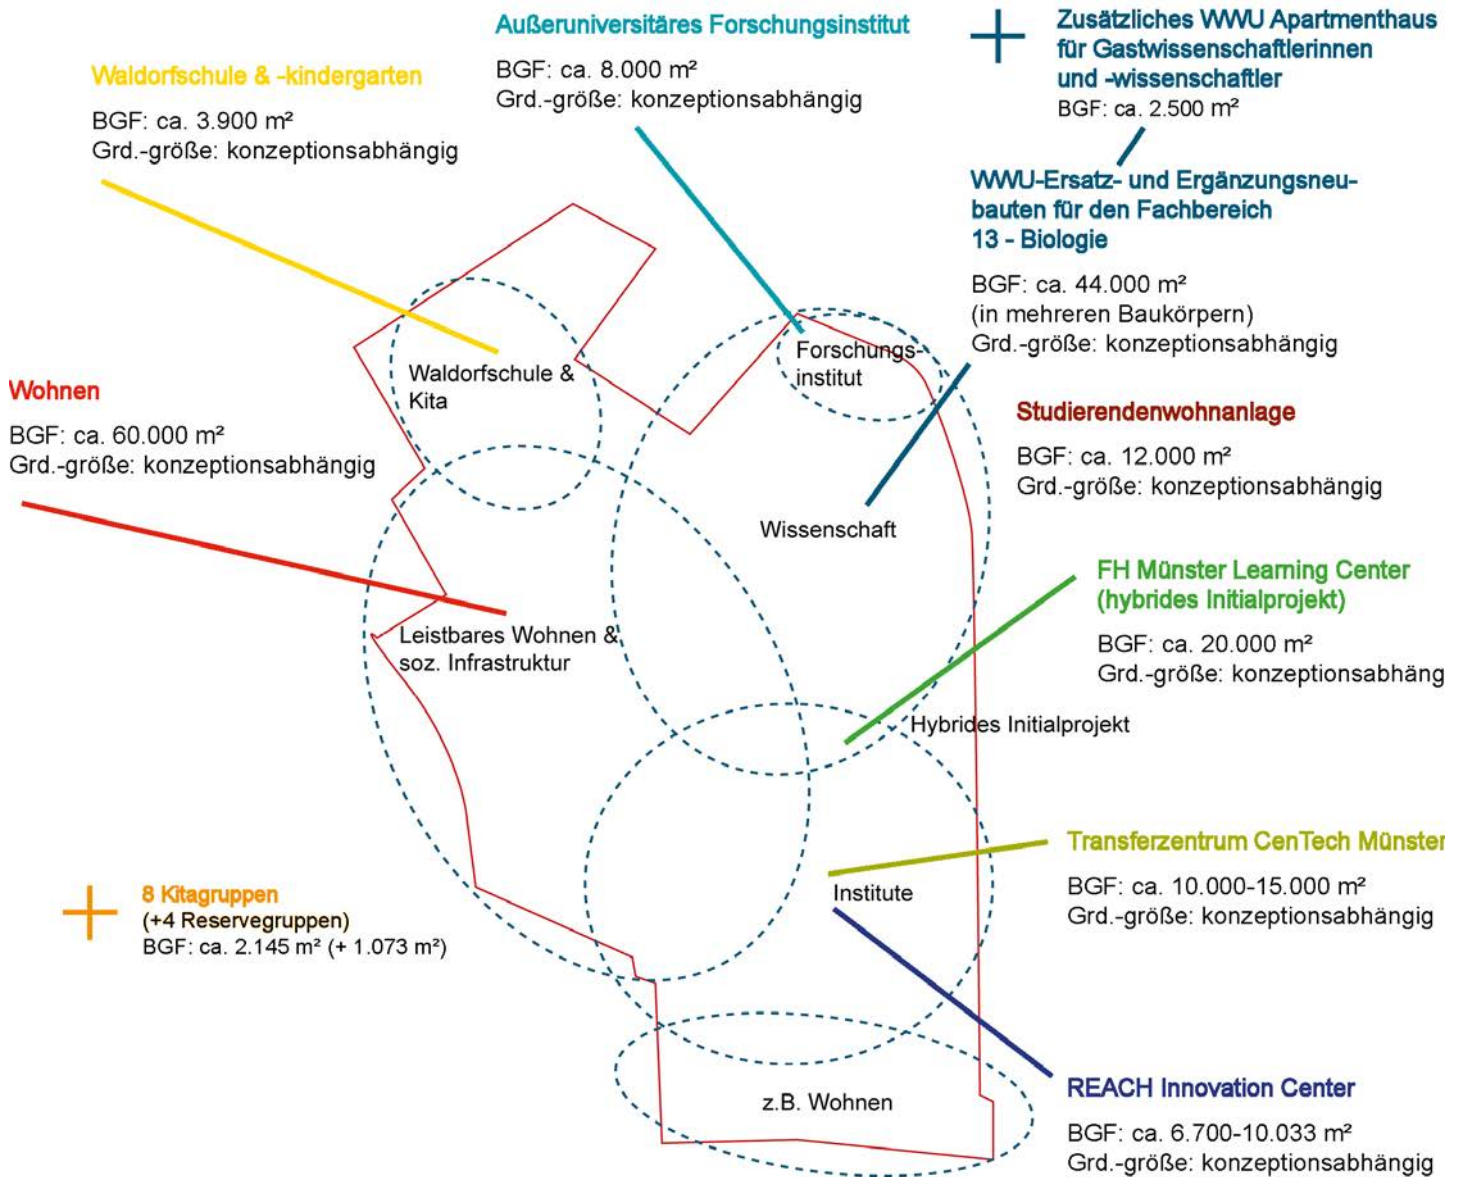 Außeruniversitäres Forschungsinstitut
BGF: ca. 8.000 m²
Grd.-größe: konzeptionsabhängig
Zusätzliches WWU Apartmenthaus
für Gastwissenschaftlerinnen
und -wissenschaftler
BGF: ca. 2.500 m²
Waldorfschule & -kindergarten
BGF: ca. 3.900 m²
Grd.-größe: konzeptionsabhängig
WWU-Ersatz- und Ergänzungsneu-
bauten für den Fachbereich
13 - Biologie
BGF: ca. 44.000 m²
(in mehreren Baukörpern)
Grd.-größe: konzeptionsabhängig
Forschungs-
institut
Waldorfschule &
Kita
Wohnen
BGF: ca. 60.000 m²
Grd.-größe: konzeptionsabhängig
Studierendenwohnanlage
BGF: ca. 12.000 m²
Grd.-größe: konzeptionsabhängig
Wissenschaft
FH Münster Learning Center
(hybrides Initialprojekt)
BGF: ca. 20.000 m²
Grd.-größe: konzeptionsabhäng
Leistbares Wohnen &
soz. Infrastruktur
Hybrides Initialprojekt
Transferzentrum CenTech Münster
BGF: ca. 10.000-15.000 m²
Grd.-größe: konzeptionsabhängig
Institute
8 Kitagruppen
(+4 Reservegruppen)
BGF: ca. 2.145 m² (+ 1.073 m²)
z.B. Wohnen
REACH Innovation Center
BGF: ca. 6.700-10.033 m²
Grd.-größe: konzeptionsabhängig